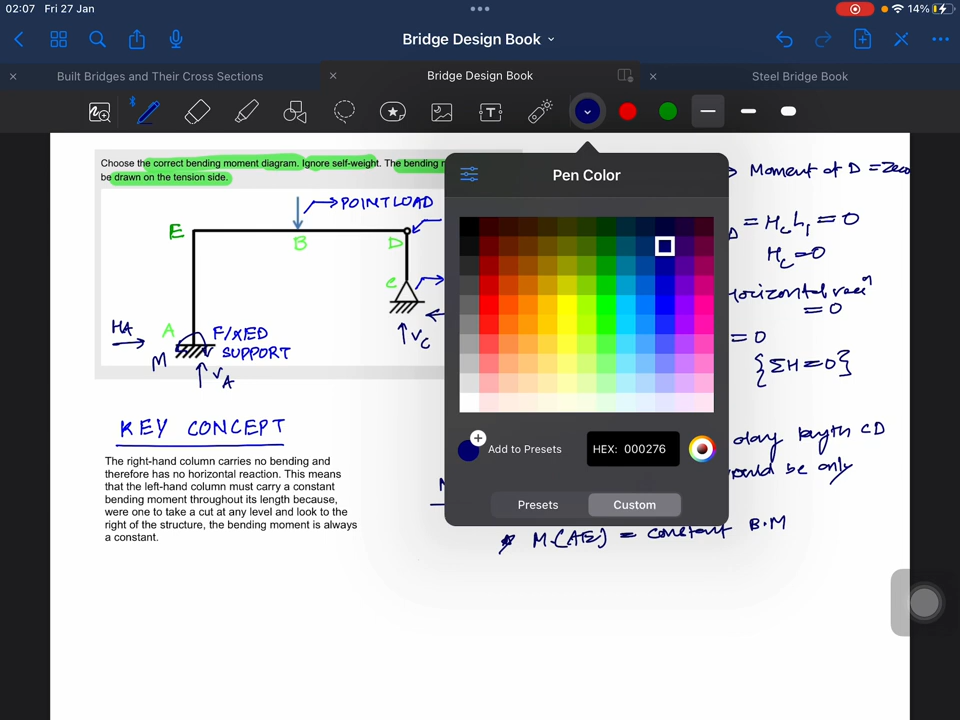 02:07 Fri 27 Jan
14%
Bridge Design Book
Built Bridges and Their Cross Sections
Bridge Design Book
Steel Bridge Book
Choose the correct bending moment diagram. Ignore self-weight. The bending
be drawn on the tension side.
POINT LOAD
E
B
D
C
HA
A
M
FIXED
SUPPORT
VA
VC
Moment at D = Zero
= HC L1 = 0
HC = 0
= 0
= 0
{ΣH=0}
length CD
would be only
M(AE) = constant B.M
KEY CONCEPT
The right-hand column carries no bending and
therefore has no horizontal reaction. This means
that the left-hand column must carry a constant
bending moment throughout its length because,
were one to take a cut at any level and look to the
right of the structure, the bending moment is always
a constant.
Pen Color
Add to Presets
HEX: 000276
Presets
Custom